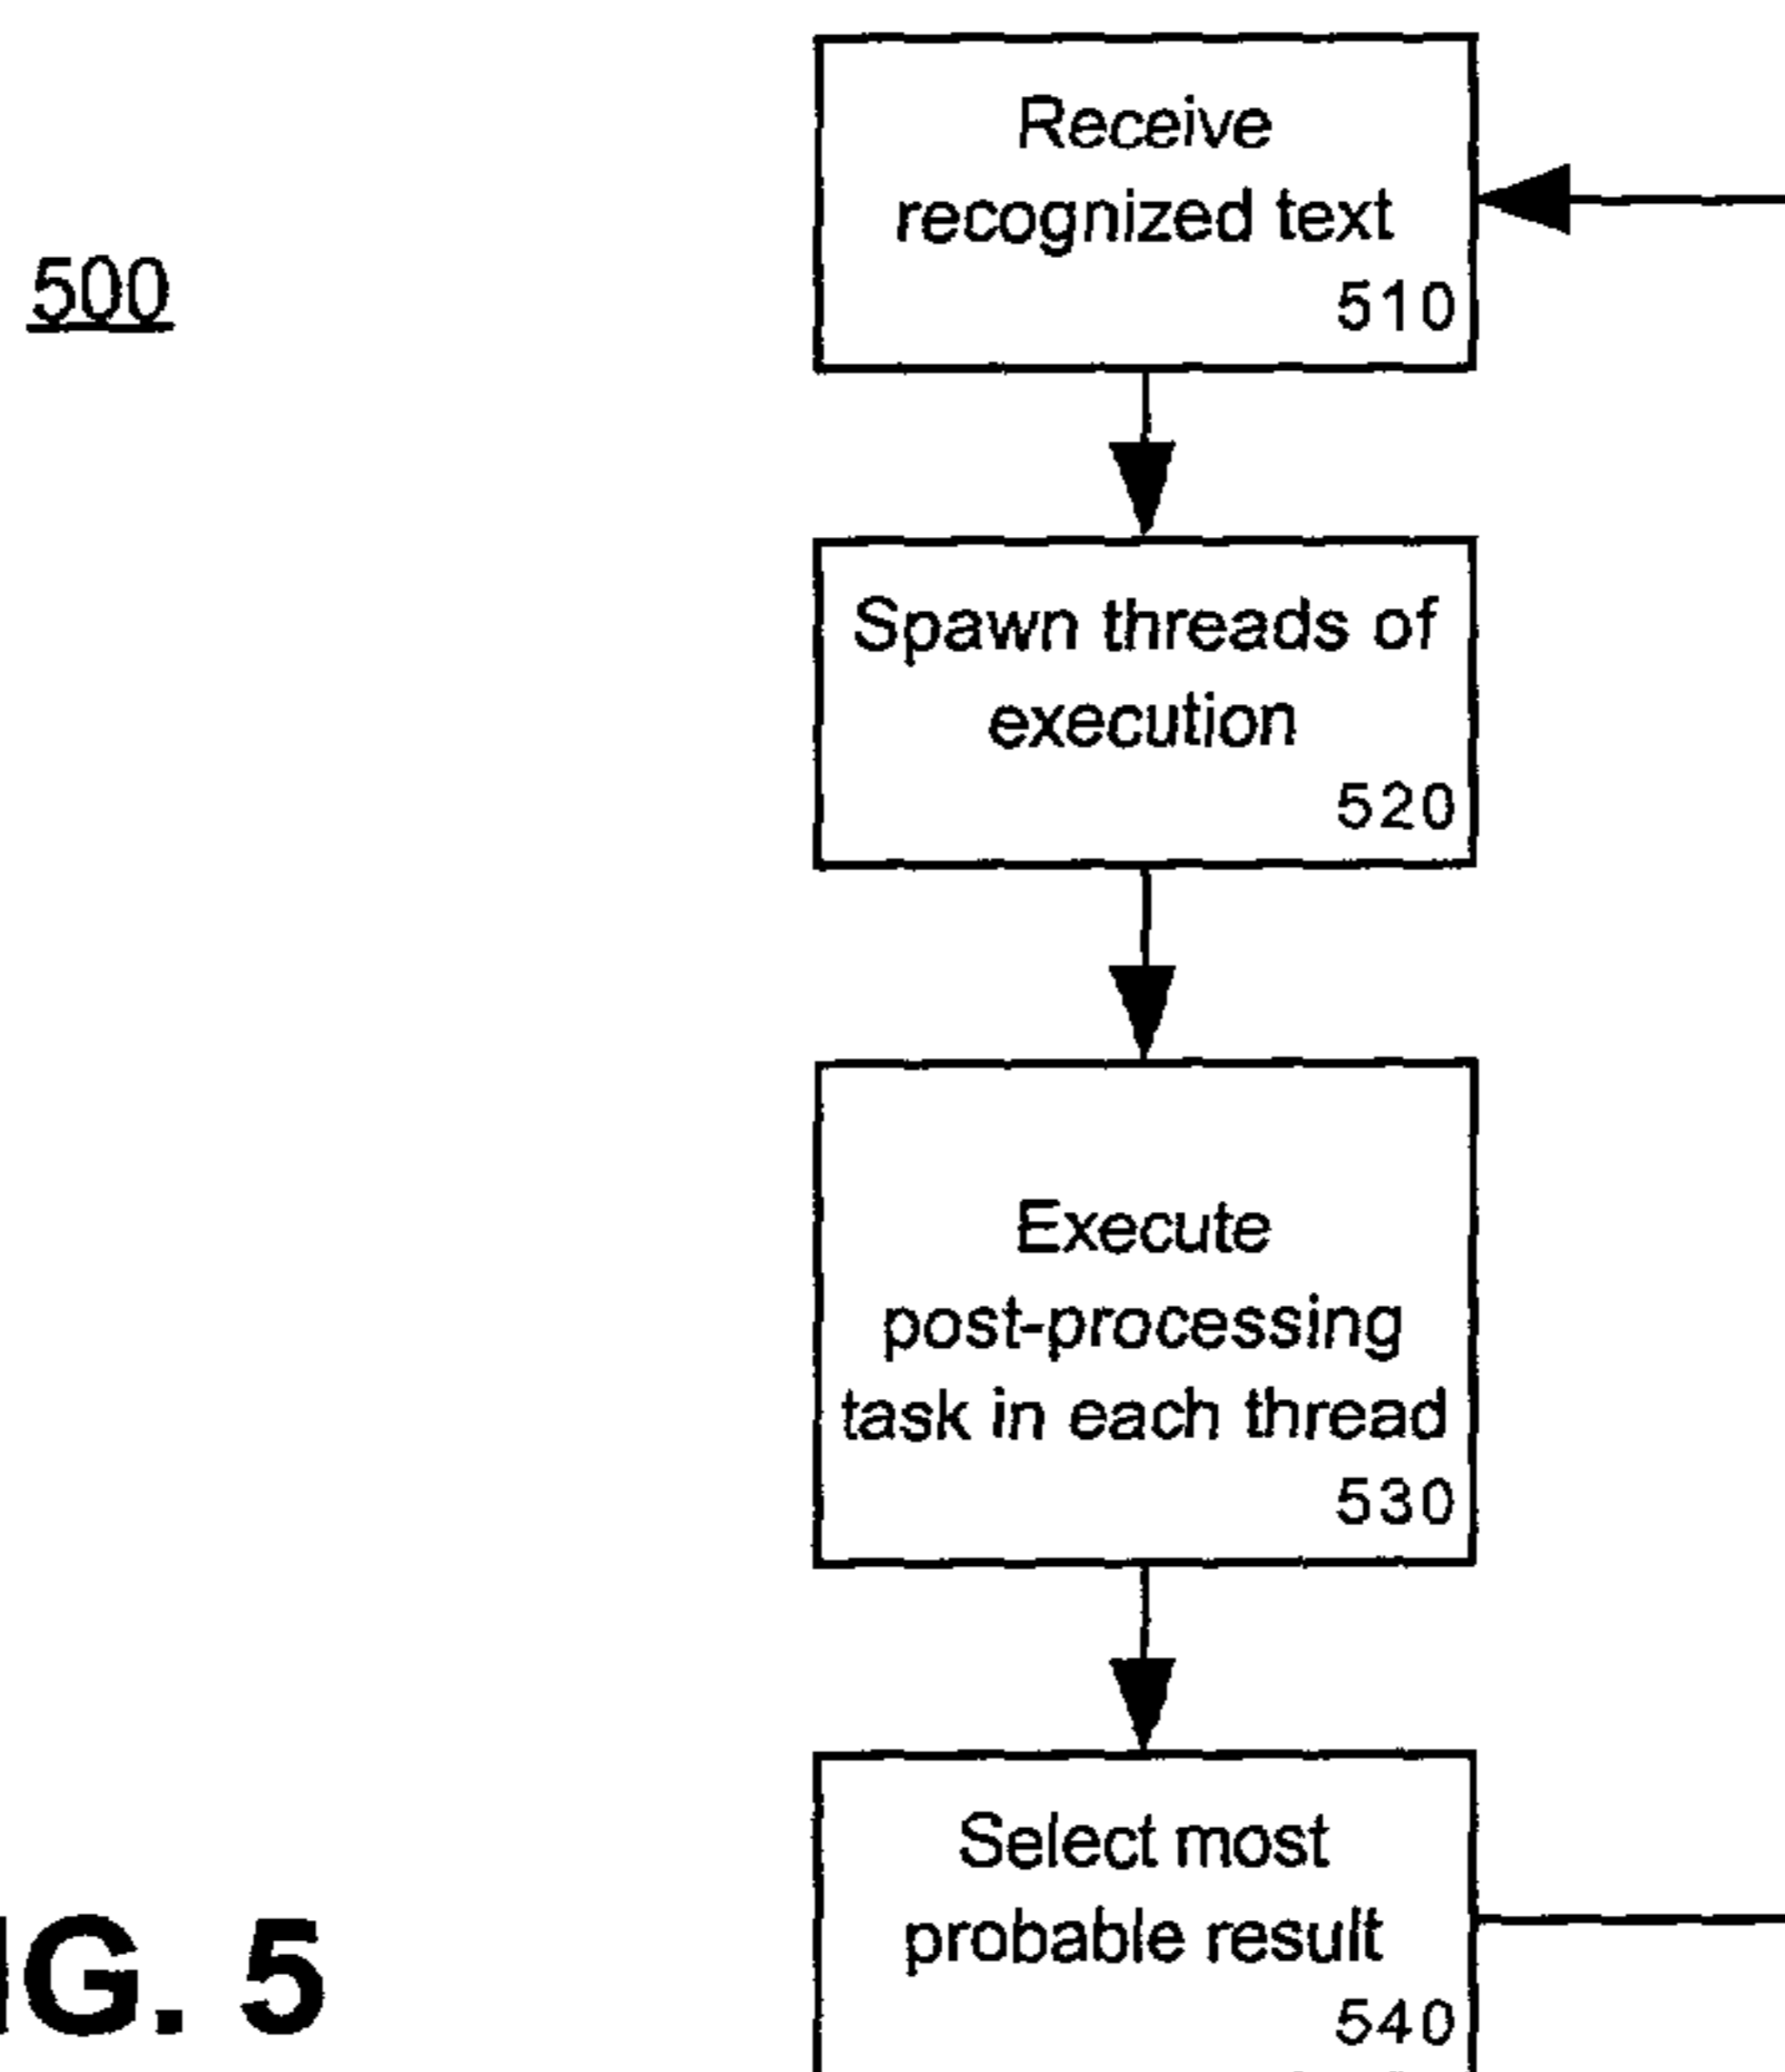 Receive
recognized text
510
500
Spawn threads of
execution
520
Execute
post-processing
task in each thread
530
Select most
probable result
540
G. 5